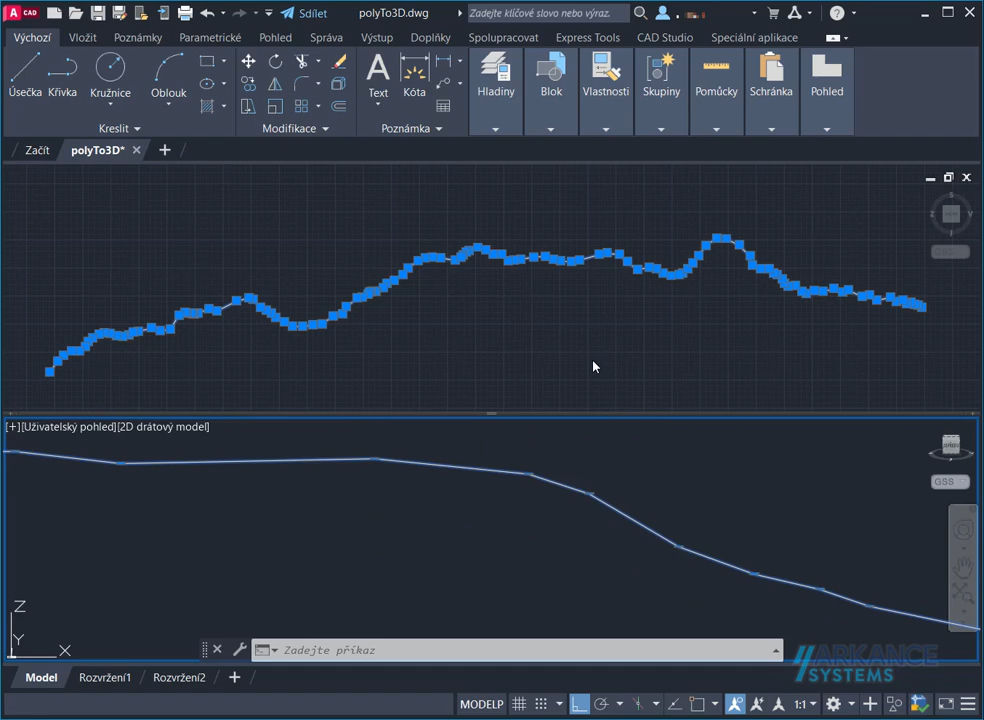 A CAD Sdílet polyTo3D.dwg Zadejte klíčové slovo nebo výraz.
Výchozí Vložit Poznámky Parametrické Pohled Správa Výstup Doplňky Spolupracovat Express Tools CAD Studio Speciální aplikace
A
Úsečka Křivka Kružnice Oblouk Text Kóta Hladiny Blok Vlastnosti Skupiny Pomůcky Schránka Pohled
Kreslit Modifikace Poznámka
Začít polyTo3D*
GSS
[+][Uživatelský pohled][2D drátový model]
GSS
Z
Y
X
Zadejte příkaz
ARKANCE
SYSTEMS
Model Rozvržení1 Rozvržení2
MODELP 1:1